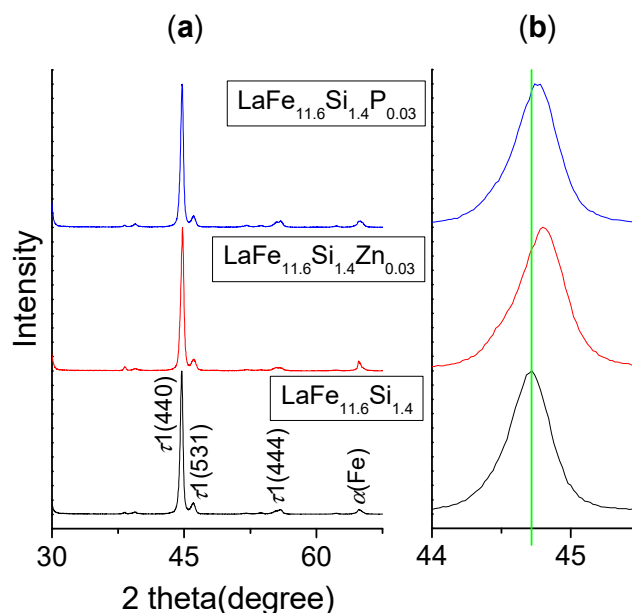 (a)
(b)
LaFe11.6Si1.4P0.03
LaFe11.6Si1.4Zn0.03
LaFe11.6Si1.4
Intensity
τ1(440)
τ1(531)
τ1(444)
α(Fe)
30 45 60
44 45
2 theta(degree)